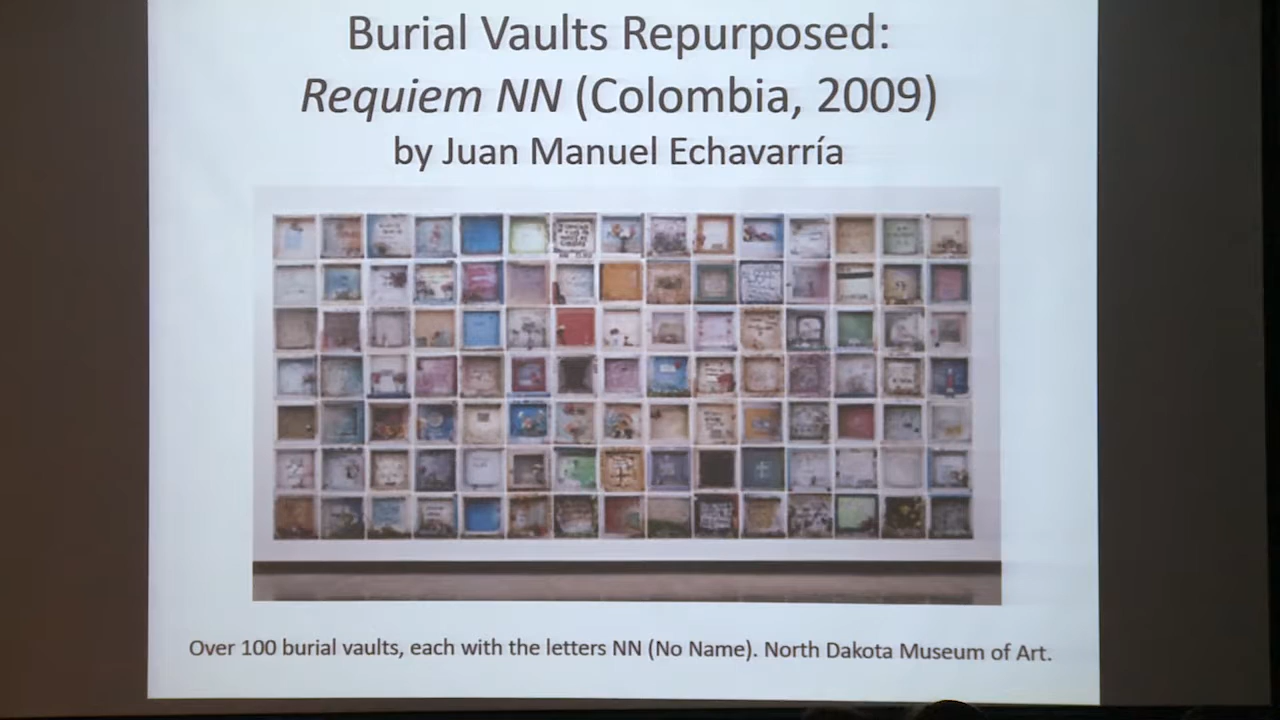 Burial Vaults Repurposed:
Requiem NN (Colombia, 2009)
by Juan Manuel Echavarría
Over 100 burial vaults, each with the letters NN (No Name). North Dakota Museum of Art.